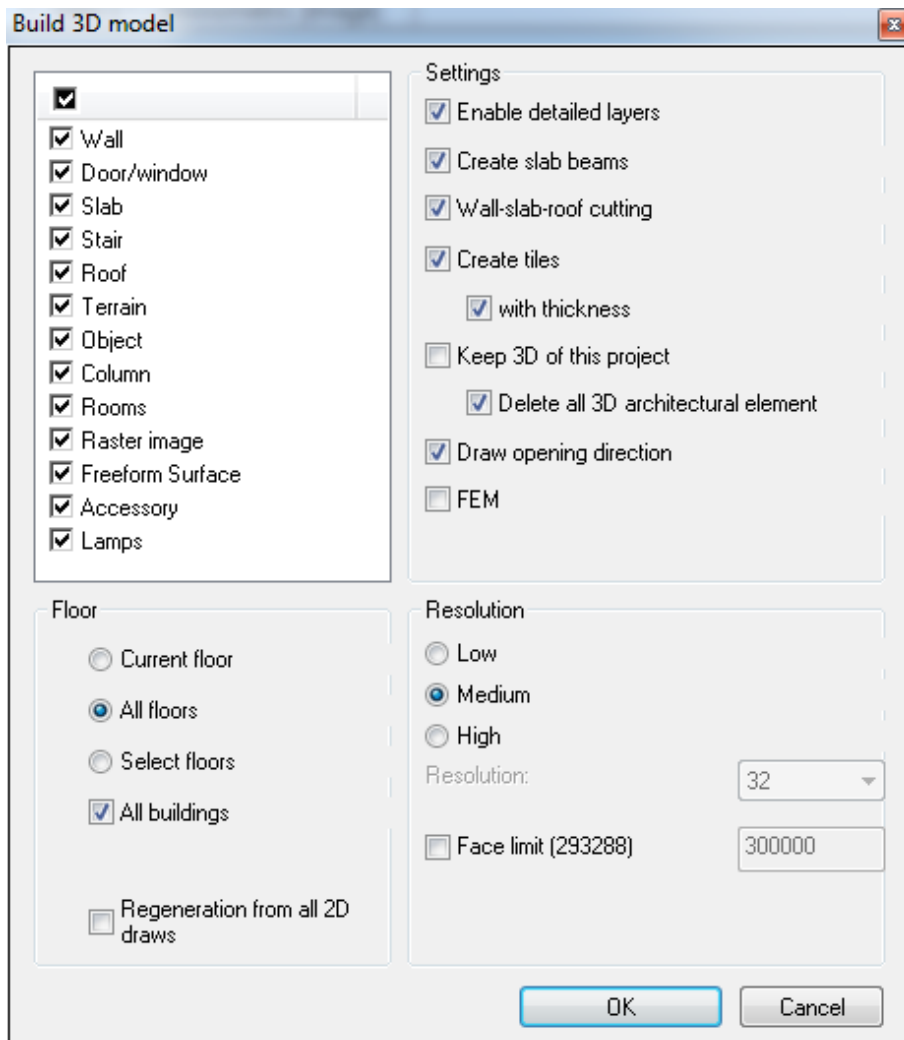 Build 3D model
Wall
Door/window
Slab
Stair
Roof
Terrain
Object
Column
Rooms
Raster image
Freeform Surface
Accessory
Lamps
Settings
Enable detailed layers
Create slab beams
Wall-slab-roof cutting
Create tiles
with thickness
Keep 3D of this project
Delete all 3D architectural element
Draw opening direction
FEM
Floor
Current floor
All floors
Select floors
All buildings
Regeneration from all 2D
draws
Resolution
Low
Medium
High
Resolution:
32
Face limit (293288)
300000
OK
Cancel